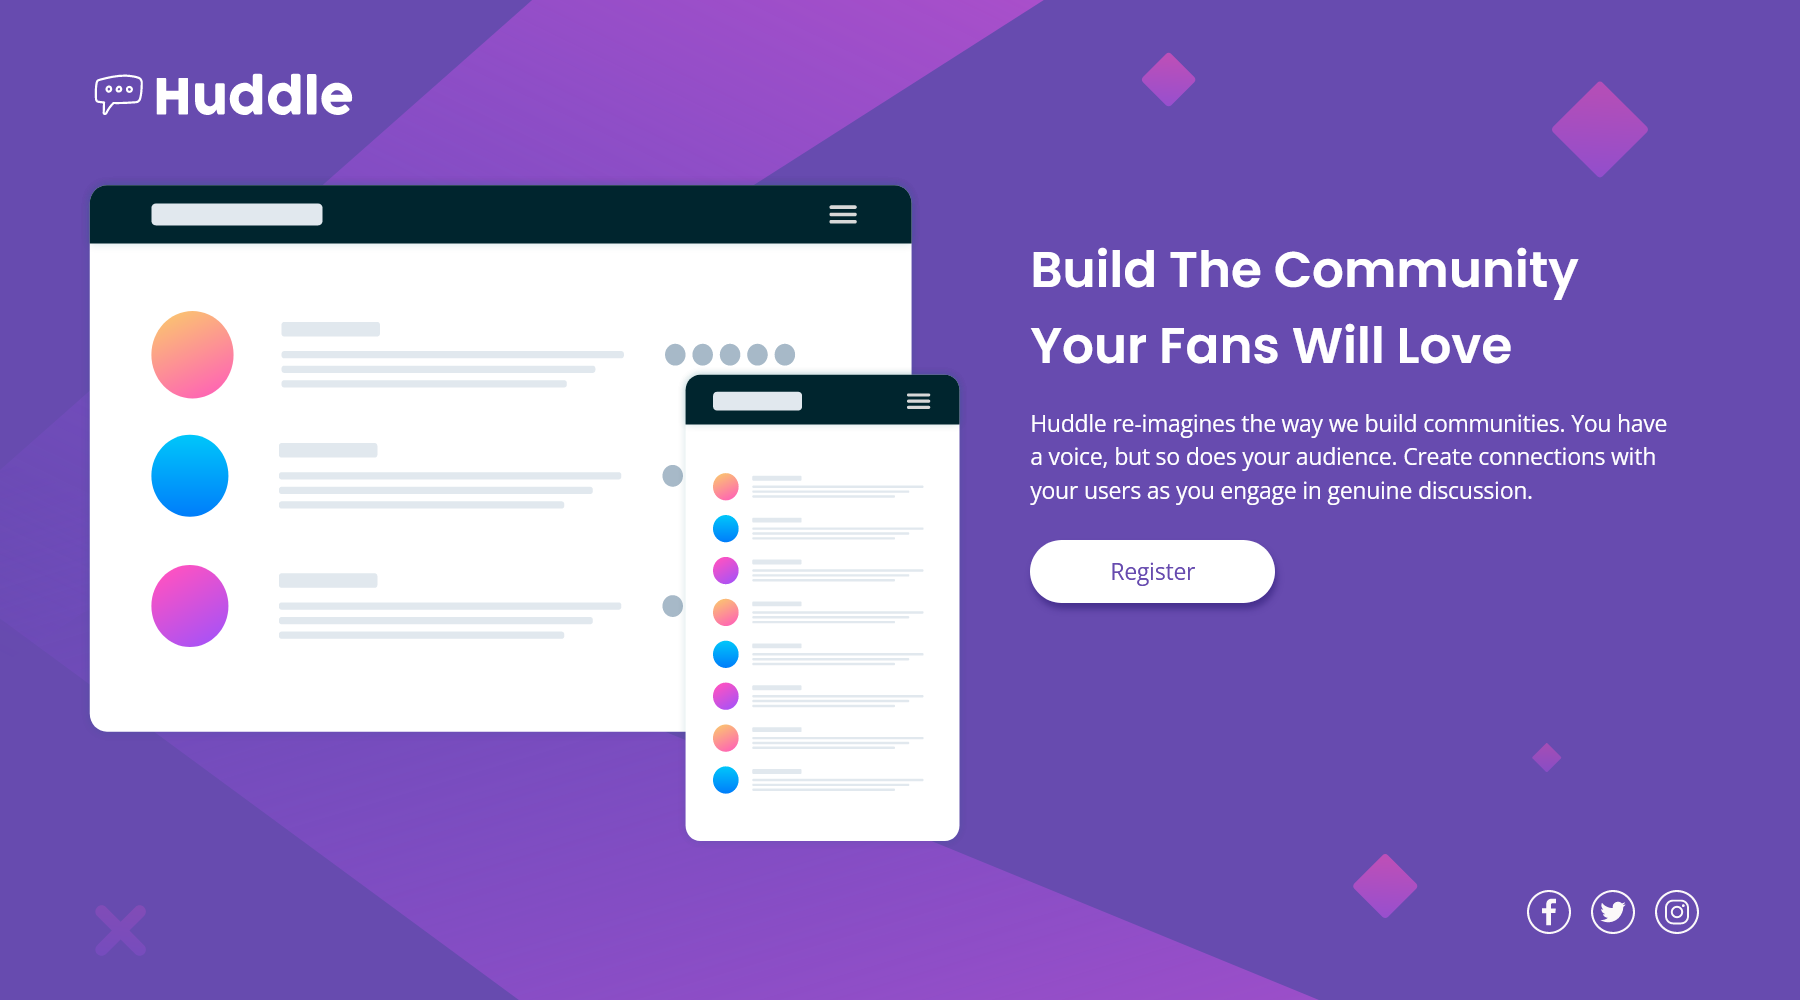 Huddle
Build The Community
Your Fans Will Love
Huddle re-imagines the way we build communities. You have
a voice, but so does your audience. Create connections with
your users as you engage in genuine discussion.
Register